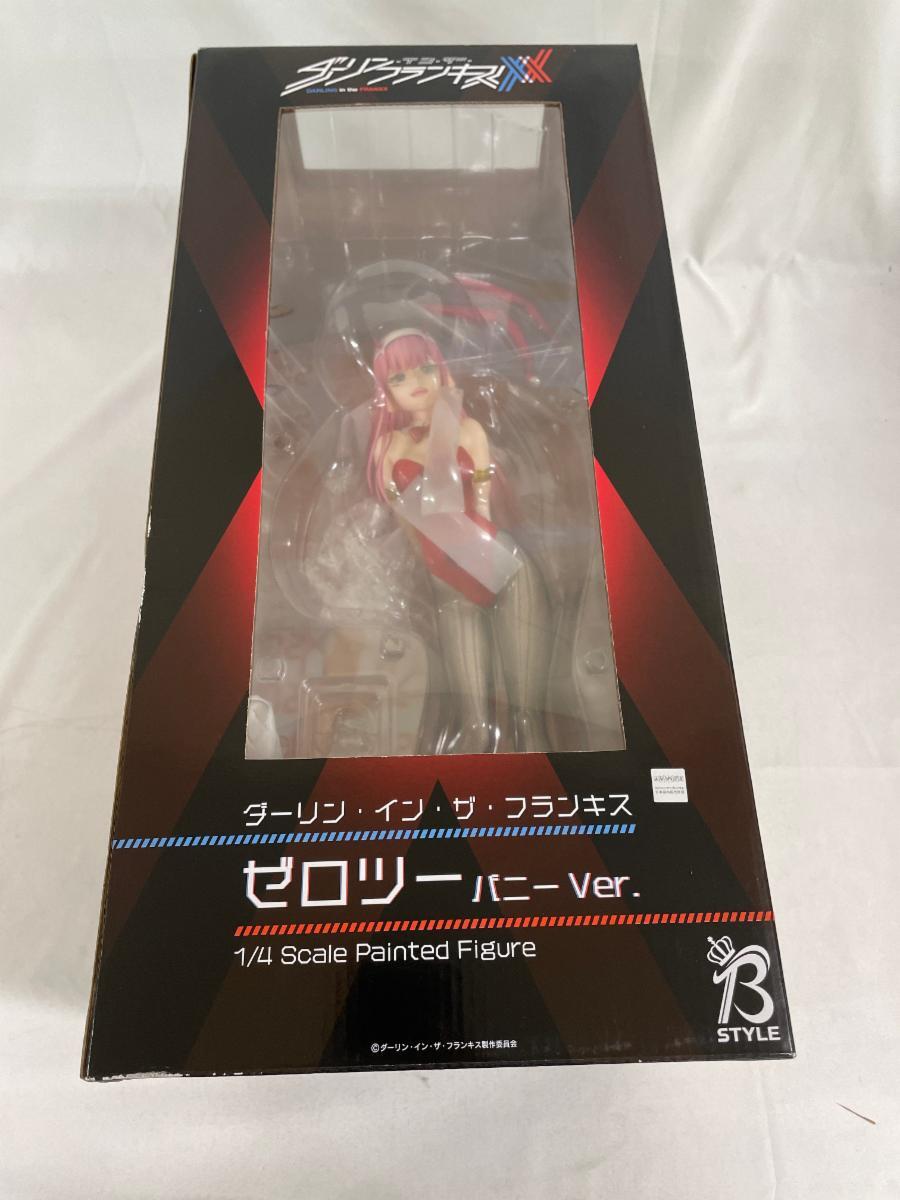 ダーリン・イン・ザ・フランキス
DARLING in the FRANXX
ダーリン・イン・ザ・フランキス
ゼロツー バニー Ver.
1/4 Scale Painted Figure
B
STYLE
©ダーリン・イン・ザ・フランキス製作委員会